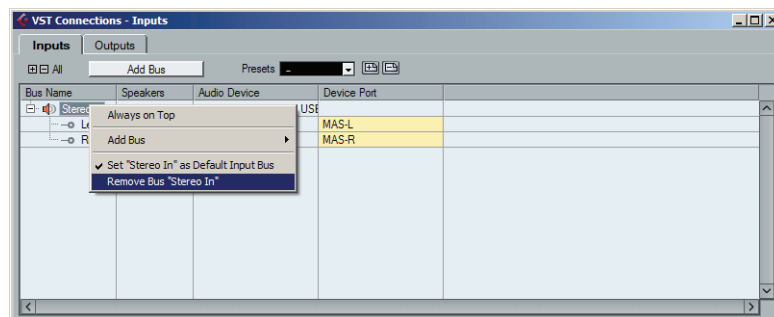 VST Connections - Inputs
Inputs Outputs
All Add Bus Presets -
Bus Name Speakers Audio Device Device Port
Always on Top
MAS-L
Add Bus
MAS-R
✓ Set "Stereo In" as Default Input Bus
Remove Bus "Stereo In"